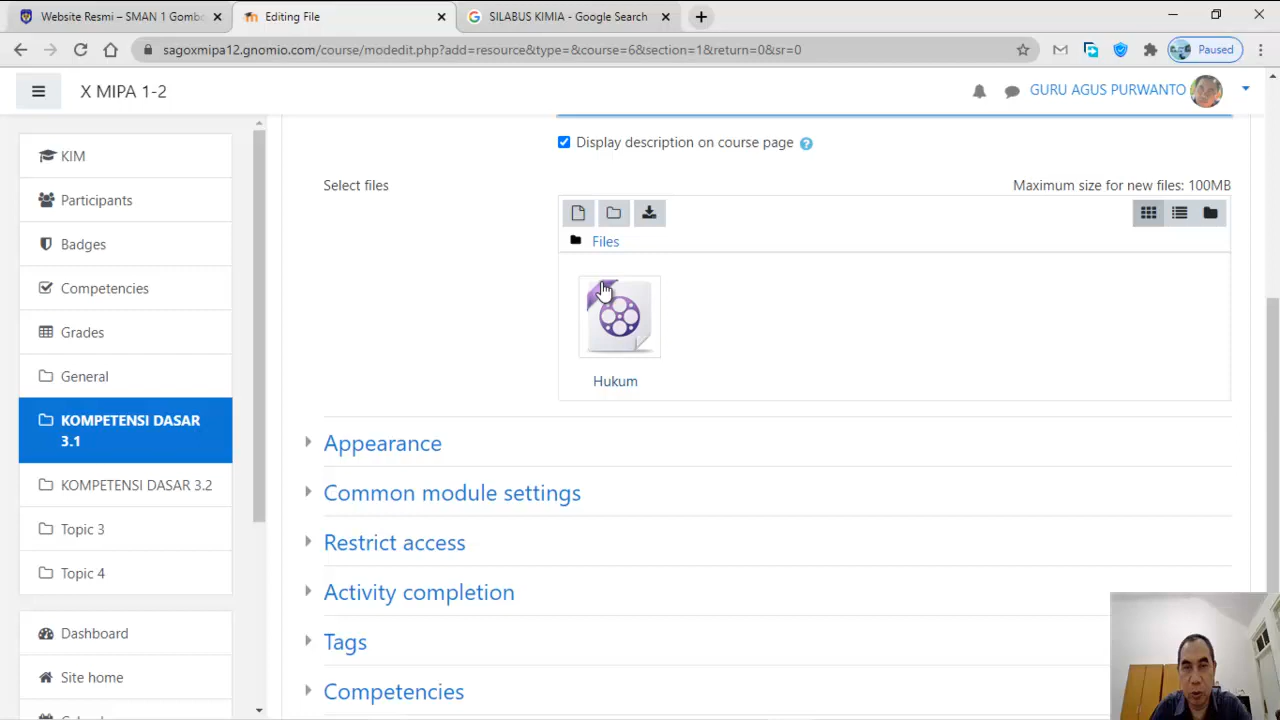 Website Resmi – SMAN 1 Gombo
Editing File
SILABUS KIMIA - Google Search
sagoxmipa12.gnomio.com/course/modedit.php?add=resource&type=&course=6&section=1&return=0&sr=0
Paused
X MIPA 1-2
GURU AGUS PURWANTO
KIM
Participants
Badges
Competencies
Grades
General
KOMPETENSI DASAR
3.1
KOMPETENSI DASAR 3.2
Topic 3
Topic 4
Dashboard
Site home
Display description on course page
Select files
Maximum size for new files: 100MB
Files
Hukum
Appearance
Common module settings
Restrict access
Activity completion
Tags
Competencies